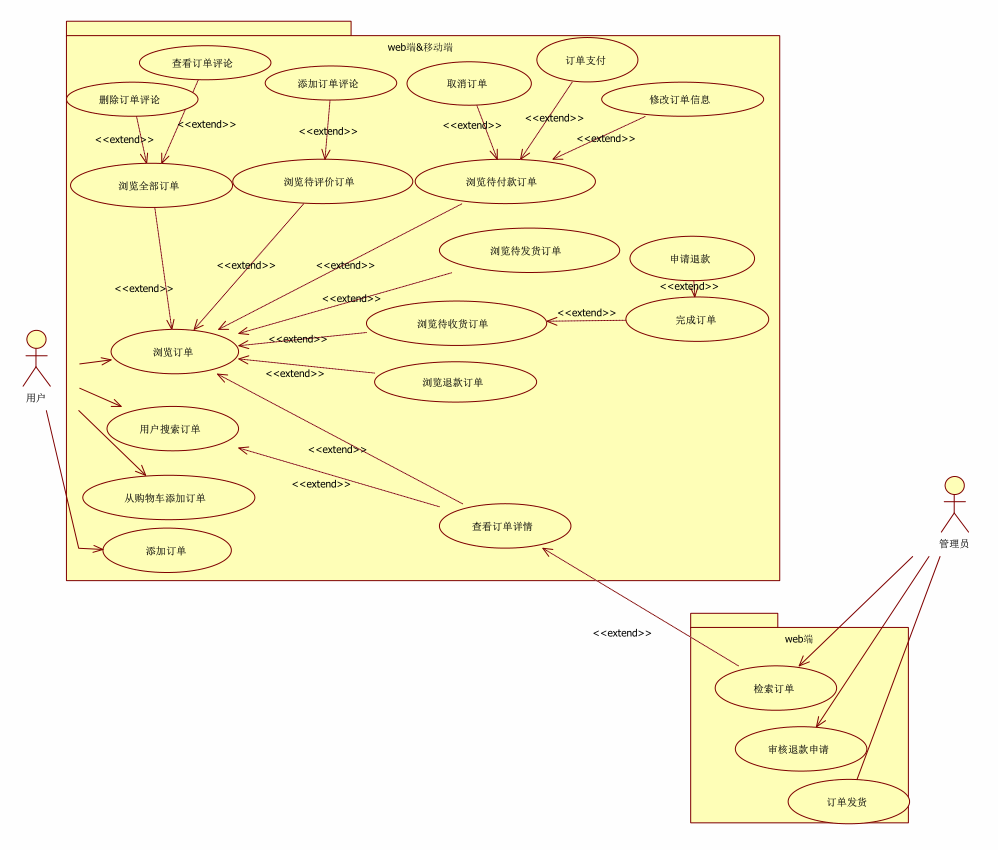 web端&移动端
查看订单评论
订单支付
添加订单评论
取消订单
删除订单评论
修改订单信息
<<extend>>
<<extend>>
<<extend>>
<<extend>>
<<extend>>
<<extend>>
浏览全部订单
浏览待评价订单
浏览待付款订单
浏览待发货订单
申请退款
<<extend>>
<<extend>>
<<extend>>
<<extend>>
<<extend>>
<<extend>>
完成订单
浏览待收货订单
<<extend>>
浏览订单
<<extend>>
浏览退款订单
用户
用户搜索订单
<<extend>>
<<extend>>
从购物车添加订单
查看订单详情
添加订单
管理员
<<extend>>
web端
检索订单
审核退款申请
订单发货